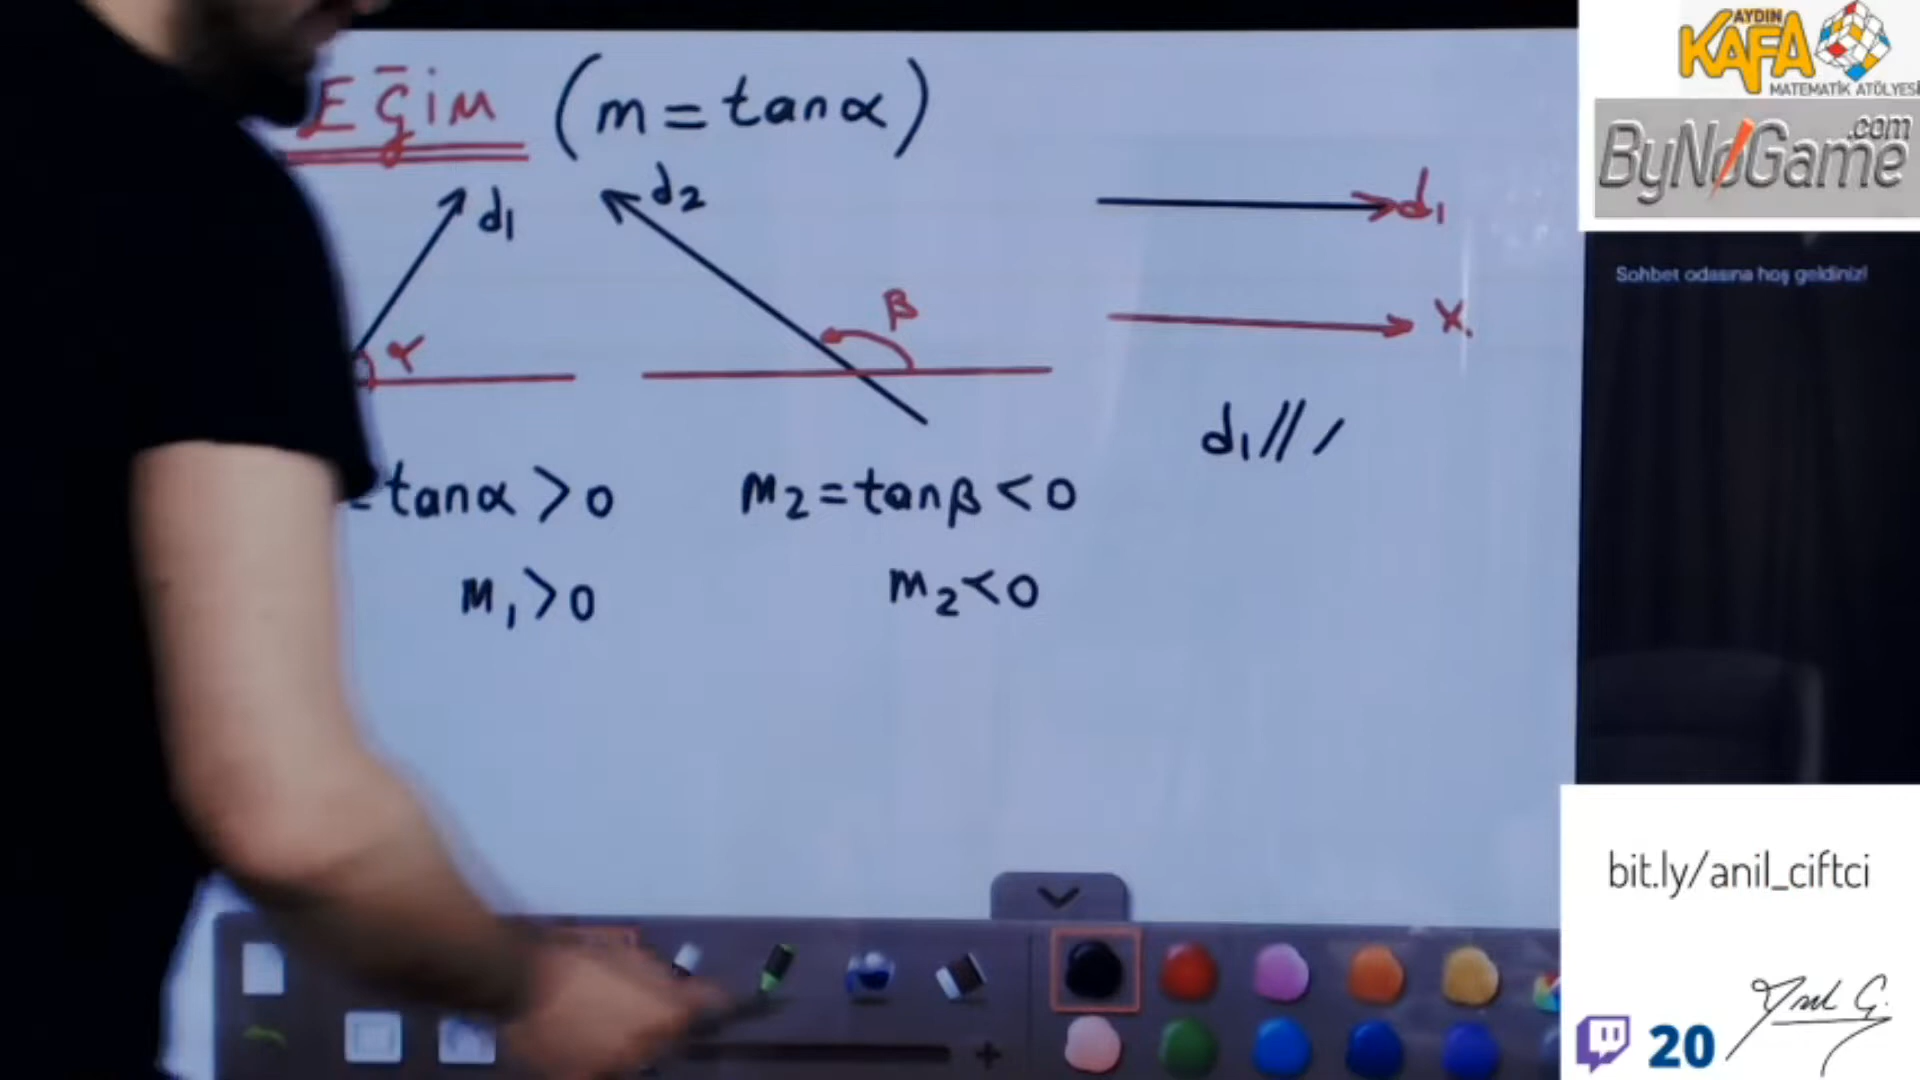 EĞİM (m = tanα)
d1
d2
d1
β
x
α
d1 //
= tanα > 0
m2 = tanβ < 0
m1 > 0
m2 < 0
AYDIN
KAFA
MATEMATİK ATÖLYESİ
ByNoGame.com
Sohbet odasına hoş geldiniz!
bit.ly/anil_ciftci
20